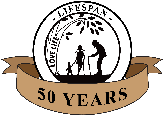 · LIFESPAN ·
LOVE LIFE
50 YEARS